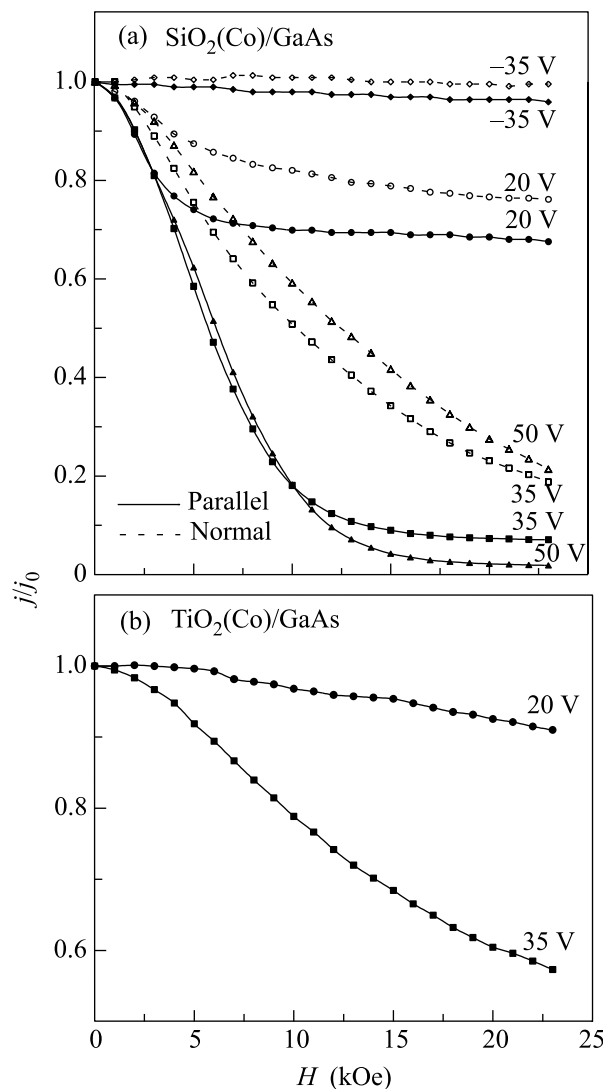 (a) SiO₂(Co)/GaAs
1.0
–35 V
–35 V
0.8
20 V
20 V
0.6
0.4
50 V
35 V
0.2
Parallel
35 V
Normal
50 V
0
j/j₀
(b) TiO₂(Co)/GaAs
1.0
20 V
0.8
35 V
0.6
0 5 10 15 20 25
H (kOe)